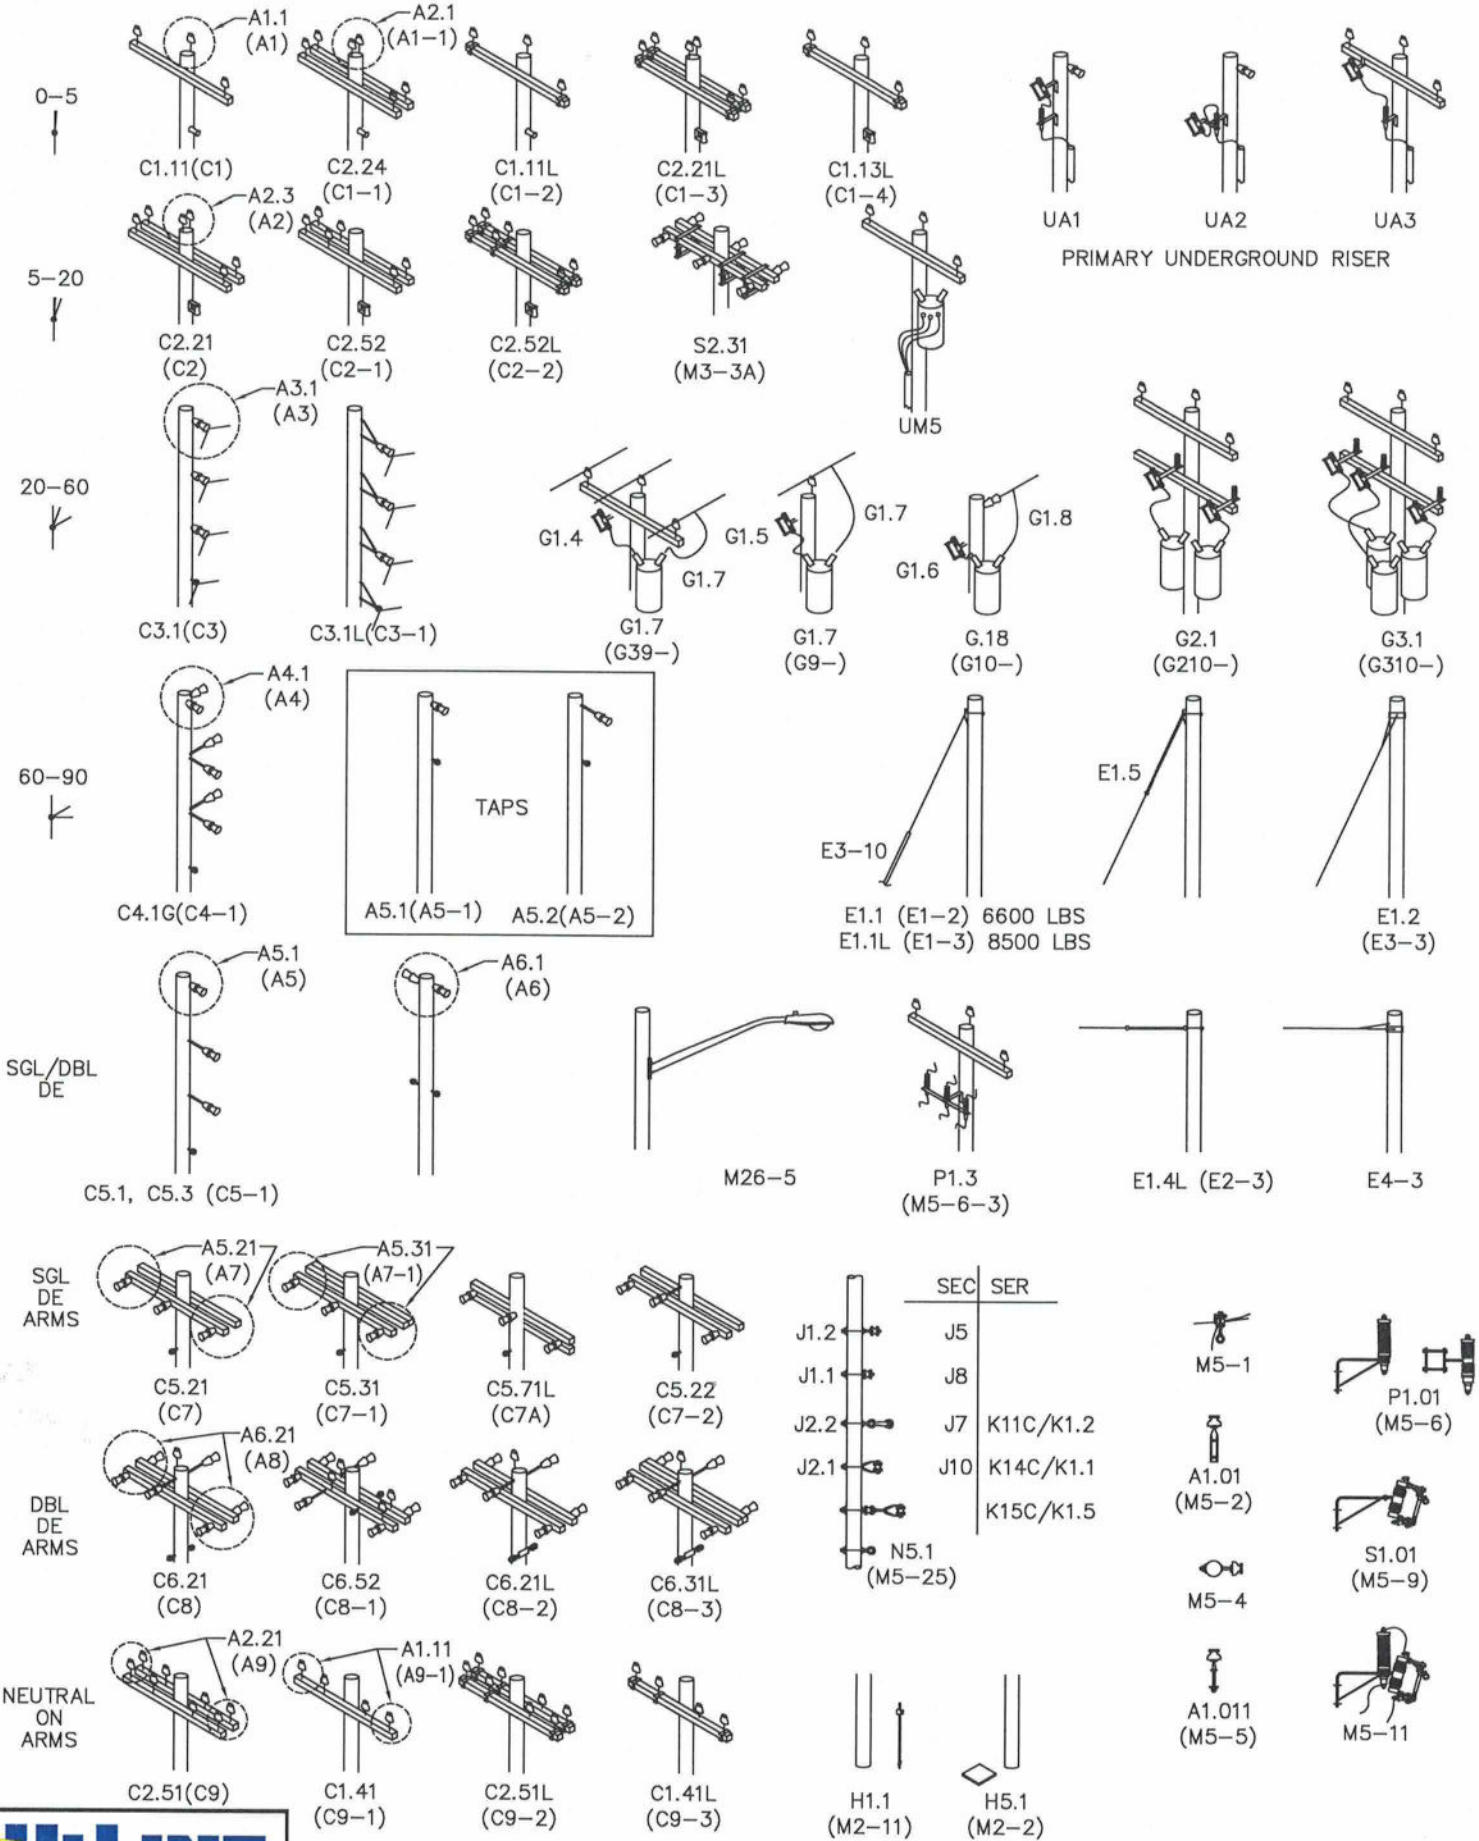 A1.1
(A1)
A2.1
(A1-1)
0-5
C1.11(C1)
C2.24
(C1-1)
C1.11L
(C1-2)
C2.21L
(C1-3)
C1.13L
(C1-4)
UA1
UA2
UA3
PRIMARY UNDERGROUND RISER
A2.3
(A2)
5-20
C2.21
(C2)
C2.52
(C2-1)
C2.52L
(C2-2)
S2.31
(M3-3A)
UM5
A3.1
(A3)
20-60
C3.1(C3)
C3.1L(C3-1)
G1.4
G1.7
G1.7
(G39-)
G1.5
G1.7
G1.7
(G9-)
G1.6
G1.8
G.18
(G10-)
G2.1
(G210-)
G3.1
(G310-)
A4.1
(A4)
60-90
C4.1G(C4-1)
TAPS
A5.1(A5-1)
A5.2(A5-2)
E3-10
E1.1 (E1-2) 6600 LBS
E1.1L (E1-3) 8500 LBS
E1.5
E1.2
(E3-3)
A5.1
(A5)
A6.1
(A6)
SGL/DBL
DE
C5.1, C5.3 (C5-1)
M26-5
P1.3
(M5-6-3)
E1.4L (E2-3)
E4-3
SGL
DE
ARMS
A5.21
(A7)
A5.31
(A7-1)
C5.21
(C7)
C5.31
(C7-1)
C5.71L
(C7A)
C5.22
(C7-2)
SEC SER
J1.2 J5
J1.1 J8
J2.2 J7 K11C/K1.2
J2.1 J10 K14C/K1.1
K15C/K1.5
N5.1
(M5-25)
M5-1
P1.01
(M5-6)
DBL
DE
ARMS
A6.21
(A8)
C6.21
(C8)
C6.52
(C8-1)
C6.21L
(C8-2)
C6.31L
(C8-3)
A1.01
(M5-2)
S1.01
(M5-9)
M5-4
NEUTRAL
ON
ARMS
A2.21
(A9)
A1.11
(A9-1)
C2.51(C9)
C1.41
(C9-1)
C2.51L
(C9-2)
C1.41L
(C9-3)
H1.1
(M2-11)
H5.1
(M2-2)
A1.011
(M5-5)
M5-11